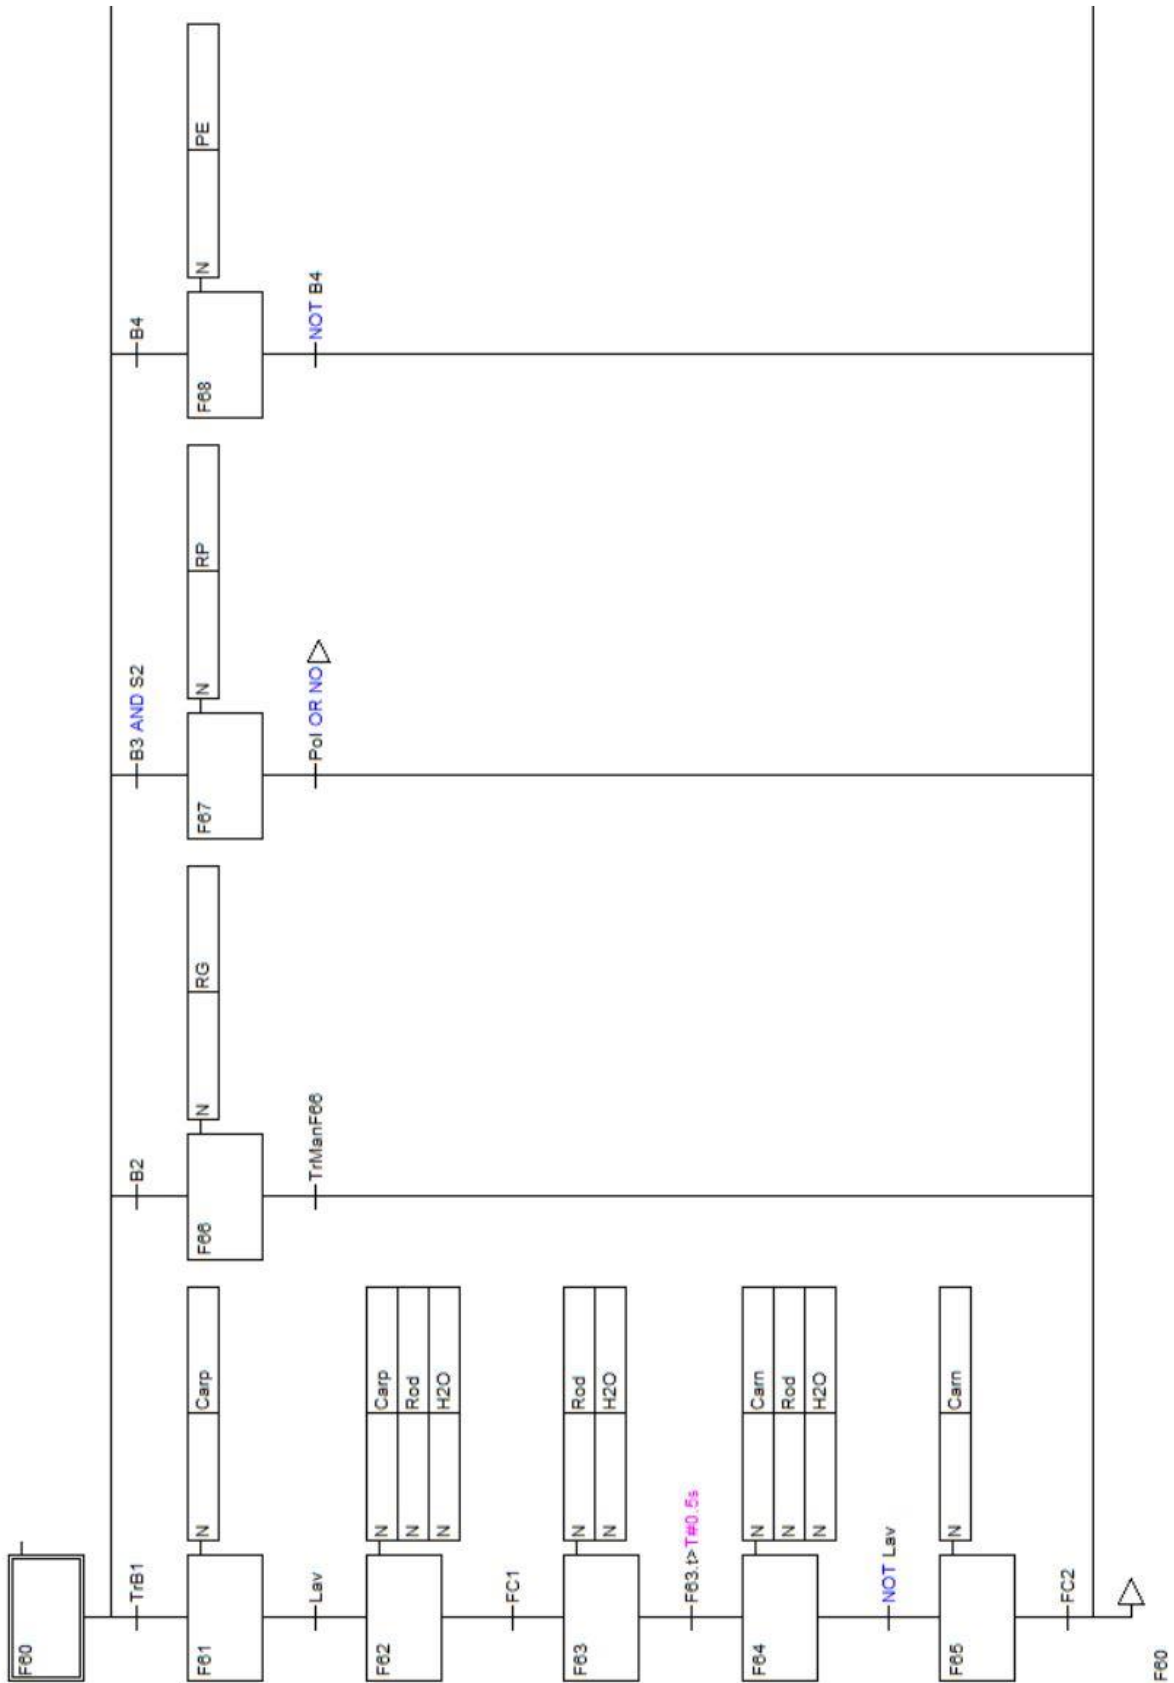 F60
TrB1
B2
B3 AND S2
B4
F61
N Carp
F66
N RG
F67
N RP
F68
N PE
Lav
TrManF66
Pol OR NO
NOT B4
F62
N Carp
N Rod
N H2O
FC1
F63
N Rod
N H2O
F63.t>T#0.5s
F64
N Carn
N Rod
N H2O
NOT Lav
F65
N Carn
FC2
F60